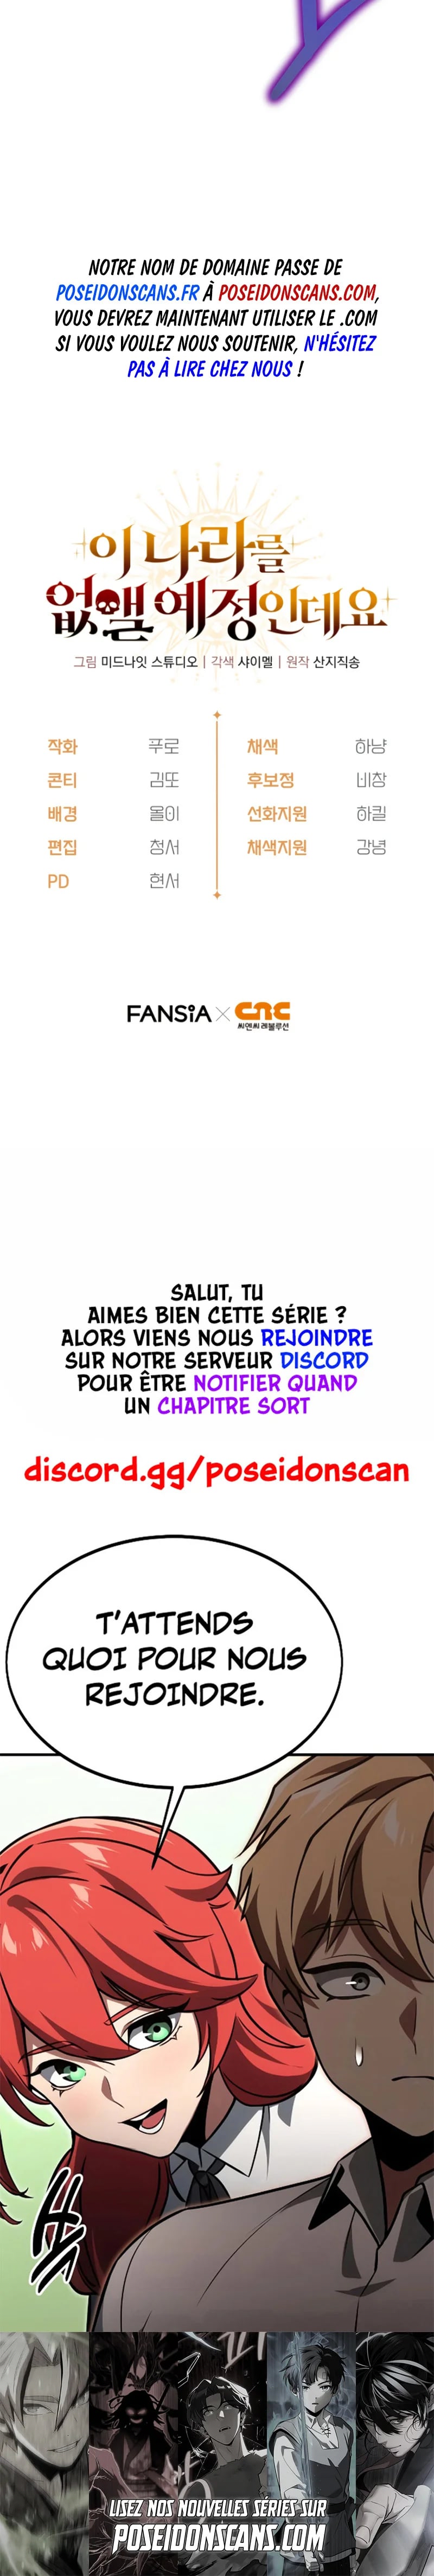 NOTRE NOM DE DOMAINE PASSE DE
POSEIDONSCANS.FR À POSEIDONSCANS.COM,
VOUS DEVREZ MAINTENANT UTILISER LE .COM
SI VOUS VOULEZ NOUS SOUTENIR, N'HÉSITEZ
PAS À LIRE CHEZ NOUS !
이 나라를
없앨 예정인데요
그림 미드나잇 스튜디오 | 각색 샤이멜 | 원작 산지직송
작화 푸로 채색 하냥
콘티 김또 후보정 비창
배경 올이 선화지원 하킬
편집 청서 채색지원 강녕
PD 현서
FANSIA × CNC
씨앤씨레볼루션
SALUT, TU
AIMES BIEN CETTE SÉRIE ?
ALORS VIENS NOUS REJOINDRE
SUR NOTRE SERVEUR DISCORD
POUR ÊTRE NOTIFIER QUAND
UN CHAPITRE SORT
discord.gg/poseidonscan
T'ATTENDS
QUOI POUR NOUS
REJOINDRE.
LISEZ NOS NOUVELLES SÉRIES SUR
POSEIDONSCANS.COM